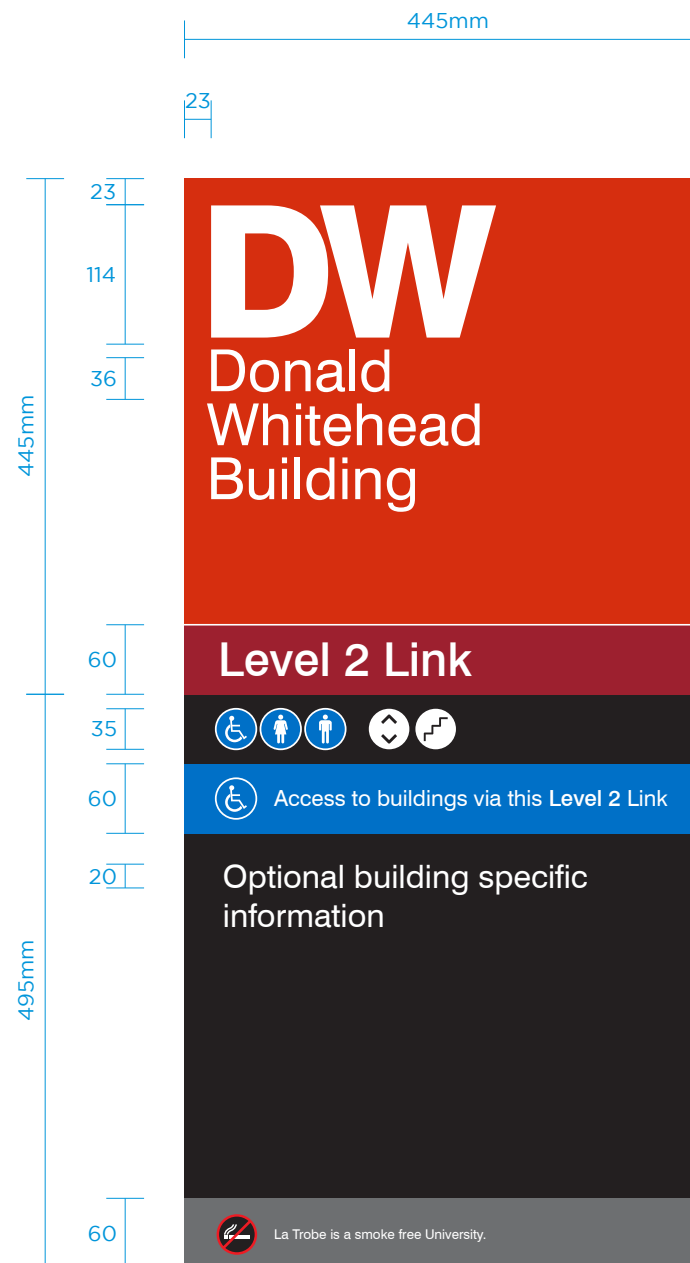 445mm
23
23
114
36
445mm
60
35
60
20
495mm
60
DW
Donald
Whitehead
Building
Level 2 Link
Access to buildings via this Level 2 Link
Optional building specific
information
La Trobe is a smoke free University.